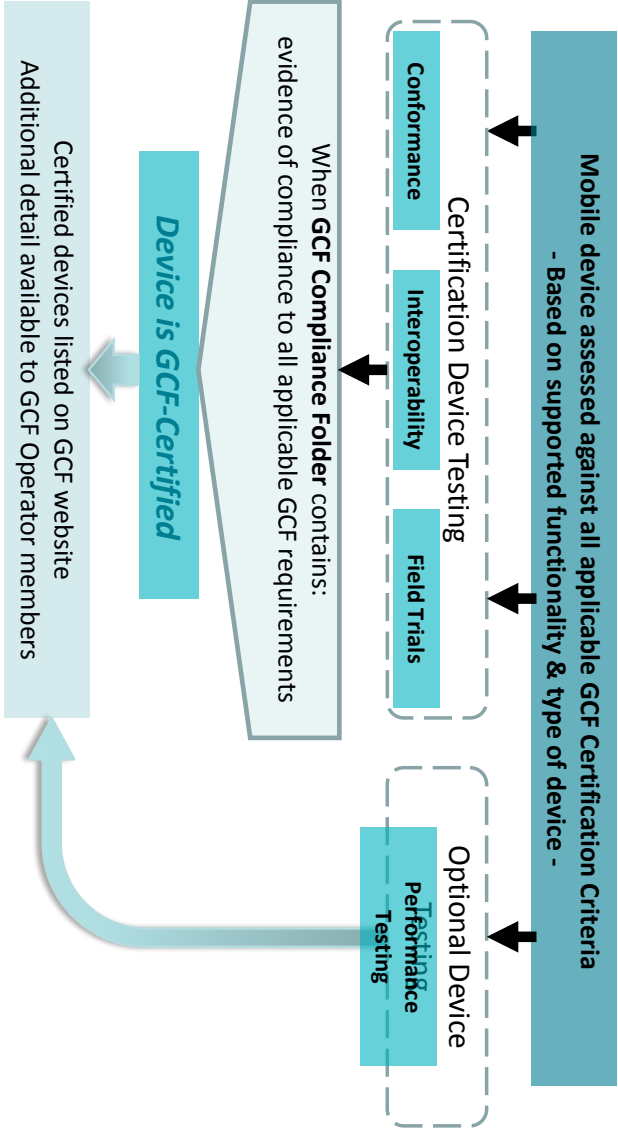 Mobile device assessed against all applicable GCF Certification Criteria
- Based on supported functionality & type of device -
Certification Device Testing
Conformance
Interoperability
Field Trials
Optional Device
Testing
Performance
Testing
When GCF Compliance Folder contains:
evidence of compliance to all applicable GCF requirements
Device is GCF-Certified
Certified devices listed on GCF website
Additional detail available to GCF Operator members